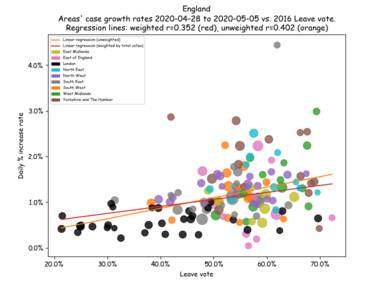 England
Areas' case growth rates 2020-04-28 to 2020-05-05 vs. 2016 Leave vote.
Regression lines: weighted r=0.352 (red), unweighted r=0.402 (orange)
Linear regression (unweighted)
Linear regression (weighted by total votes)
East Midlands
East of England
London
North East
North West
South East
South West
West Midlands
Yorkshire and The Humber
4.0%
3.0%
2.0%
1.0%
0.0%
Daily % increase rate
20.0% 30.0% 40.0% 50.0% 60.0% 70.0%
Leave vote